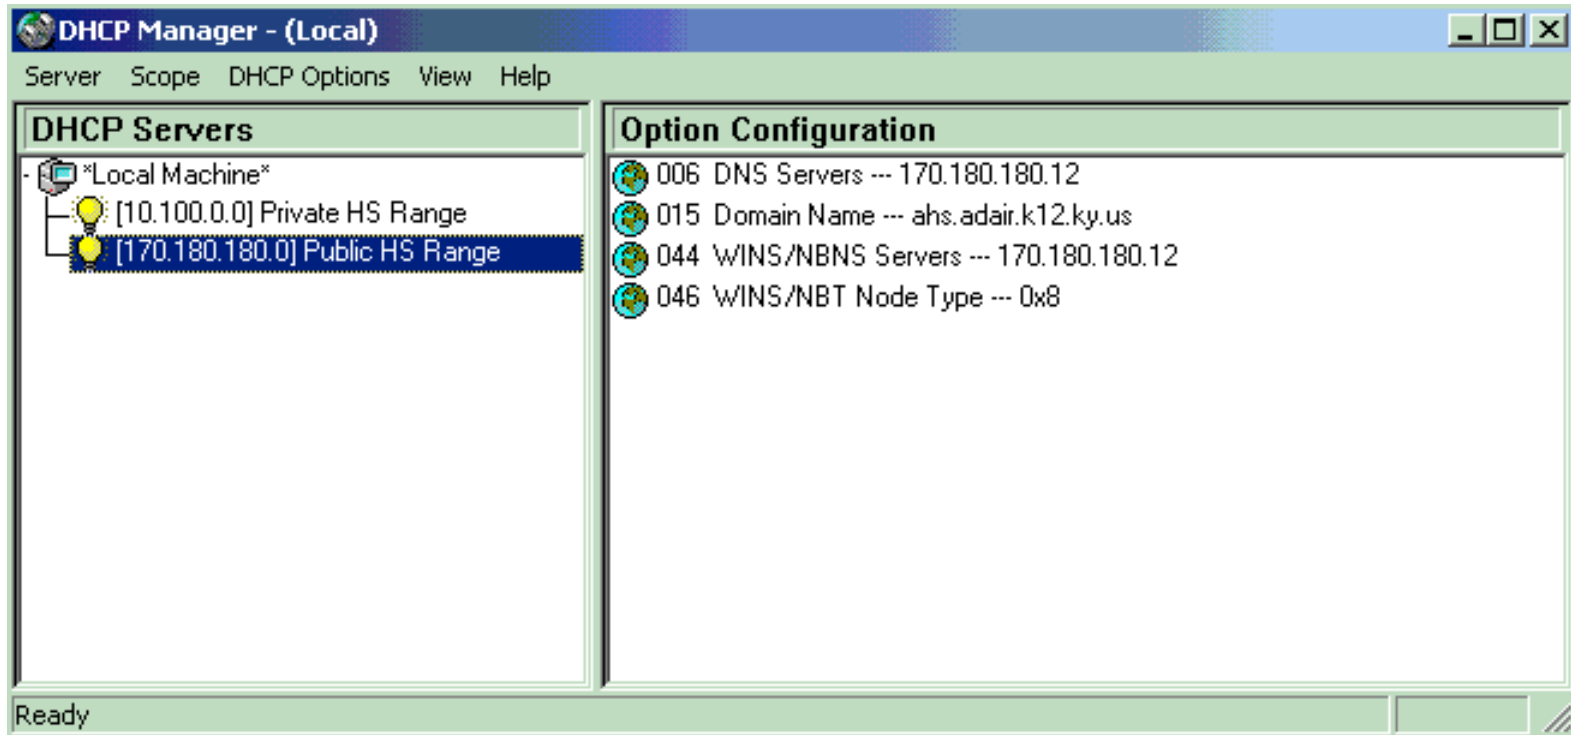 DHCP Manager - (Local)
Server Scope DHCP Options View Help
DHCP Servers
*Local Machine*
[10.100.0.0] Private HS Range
[170.180.180.0] Public HS Range
Option Configuration
006 DNS Servers --- 170.180.180.12
015 Domain Name --- ahs.adair.k12.ky.us
044 WINS/NBNS Servers --- 170.180.180.12
046 WINS/NBT Node Type --- 0x8
Ready